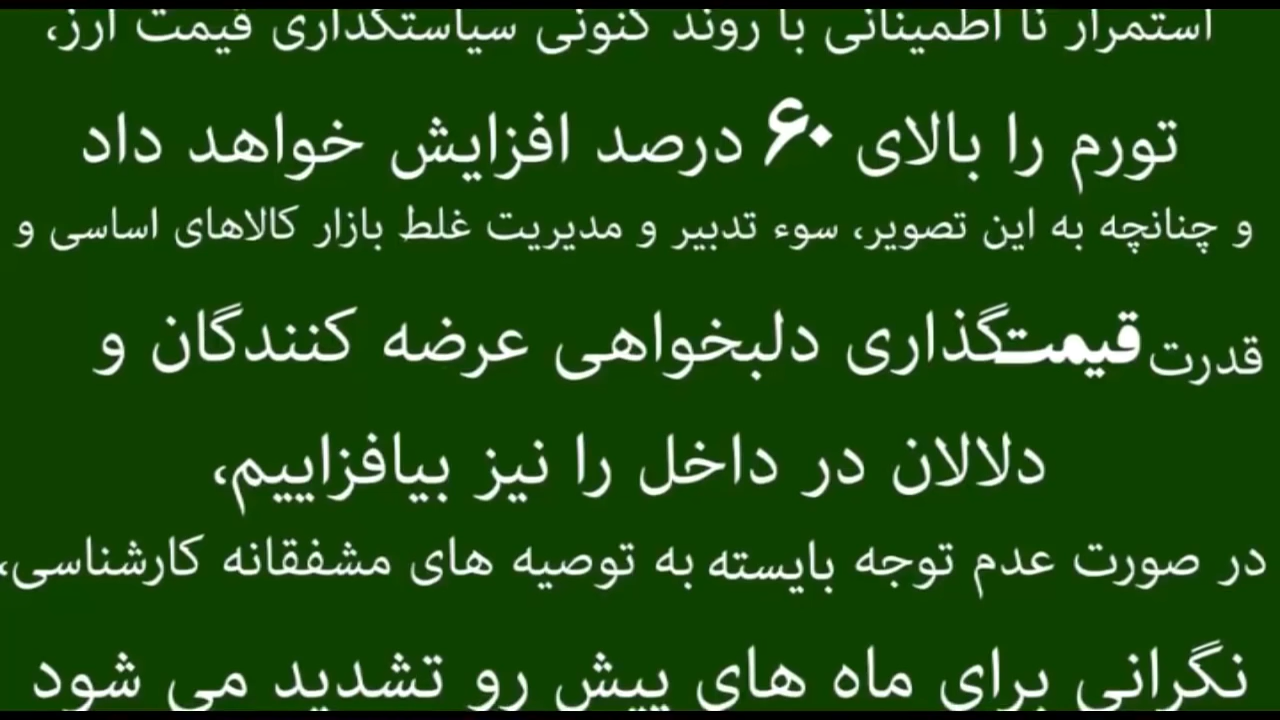 استمرار نا اطمینانی با روند کنونی سیاستگذاری قیمت ارز،
تورم را بالای ۶۰ درصد افزایش خواهد داد
و چنانچه به این تصویر، سوء تدبیر و مدیریت غلط بازار کالاهای اساسی و
قدرت قیمت‌گذاری دلبخواهی عرضه کنندگان و
دلالان در داخل را نیز بیافزاییم،
در صورت عدم توجه بایسته به توصیه های مشفقانه کارشناسی،
نگرانی برای ماه های پیش رو تشدید می شود